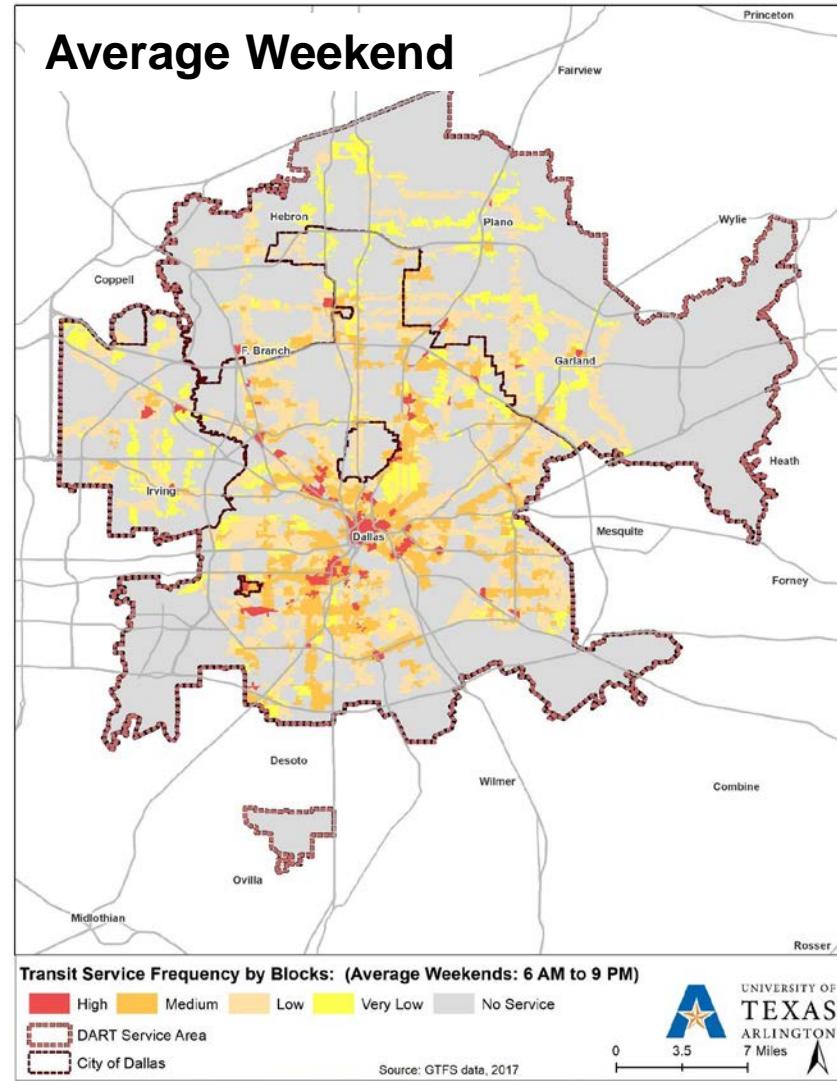 Average Weekend
Princeton
Fairview
Hebron
Plano
Wylie
Coppell
F. Branch
Garland
Heath
Irving
Dallas
Mesquite
Forney
Desoto
Wilmer
Combine
Ovilla
Midlothian
Rosser
Transit Service Frequency by Blocks: (Average Weekends: 6 AM to 9 PM)
High Medium Low Very Low No Service
DART Service Area
City of Dallas
Source: GTFS data, 2017
0 3.5 7 Miles
UNIVERSITY OF
TEXAS
ARLINGTON